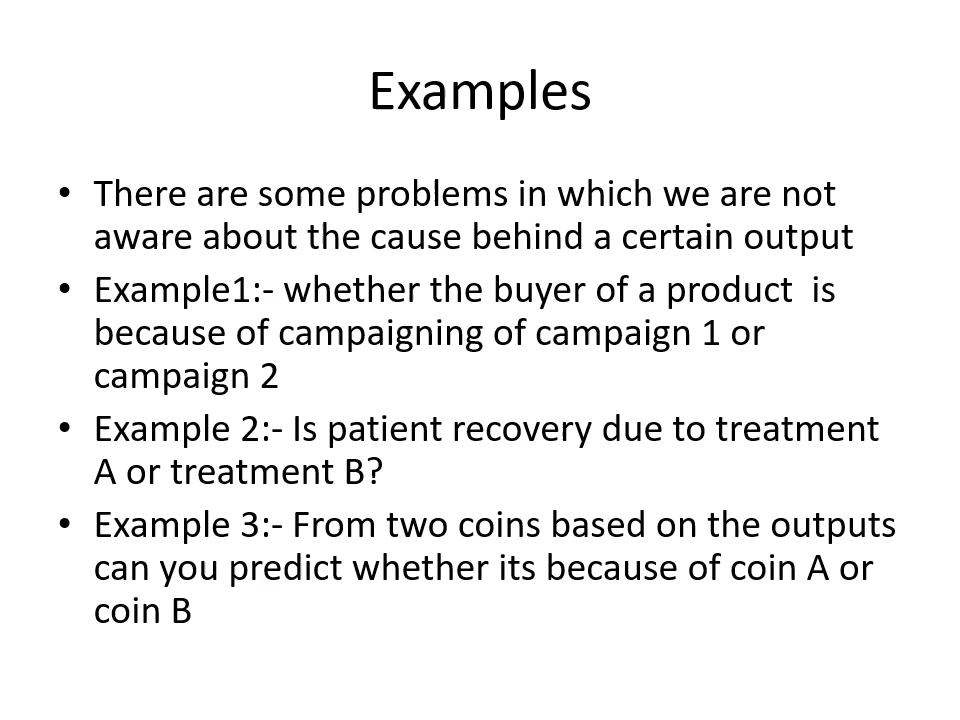 Examples
• There are some problems in which we are not
aware about the cause behind a certain output
• Example1:- whether the buyer of a product  is
because of campaigning of campaign 1 or
campaign 2
• Example 2:- Is patient recovery due to treatment
A or treatment B?
• Example 3:- From two coins based on the outputs
can you predict whether its because of coin A or
coin B